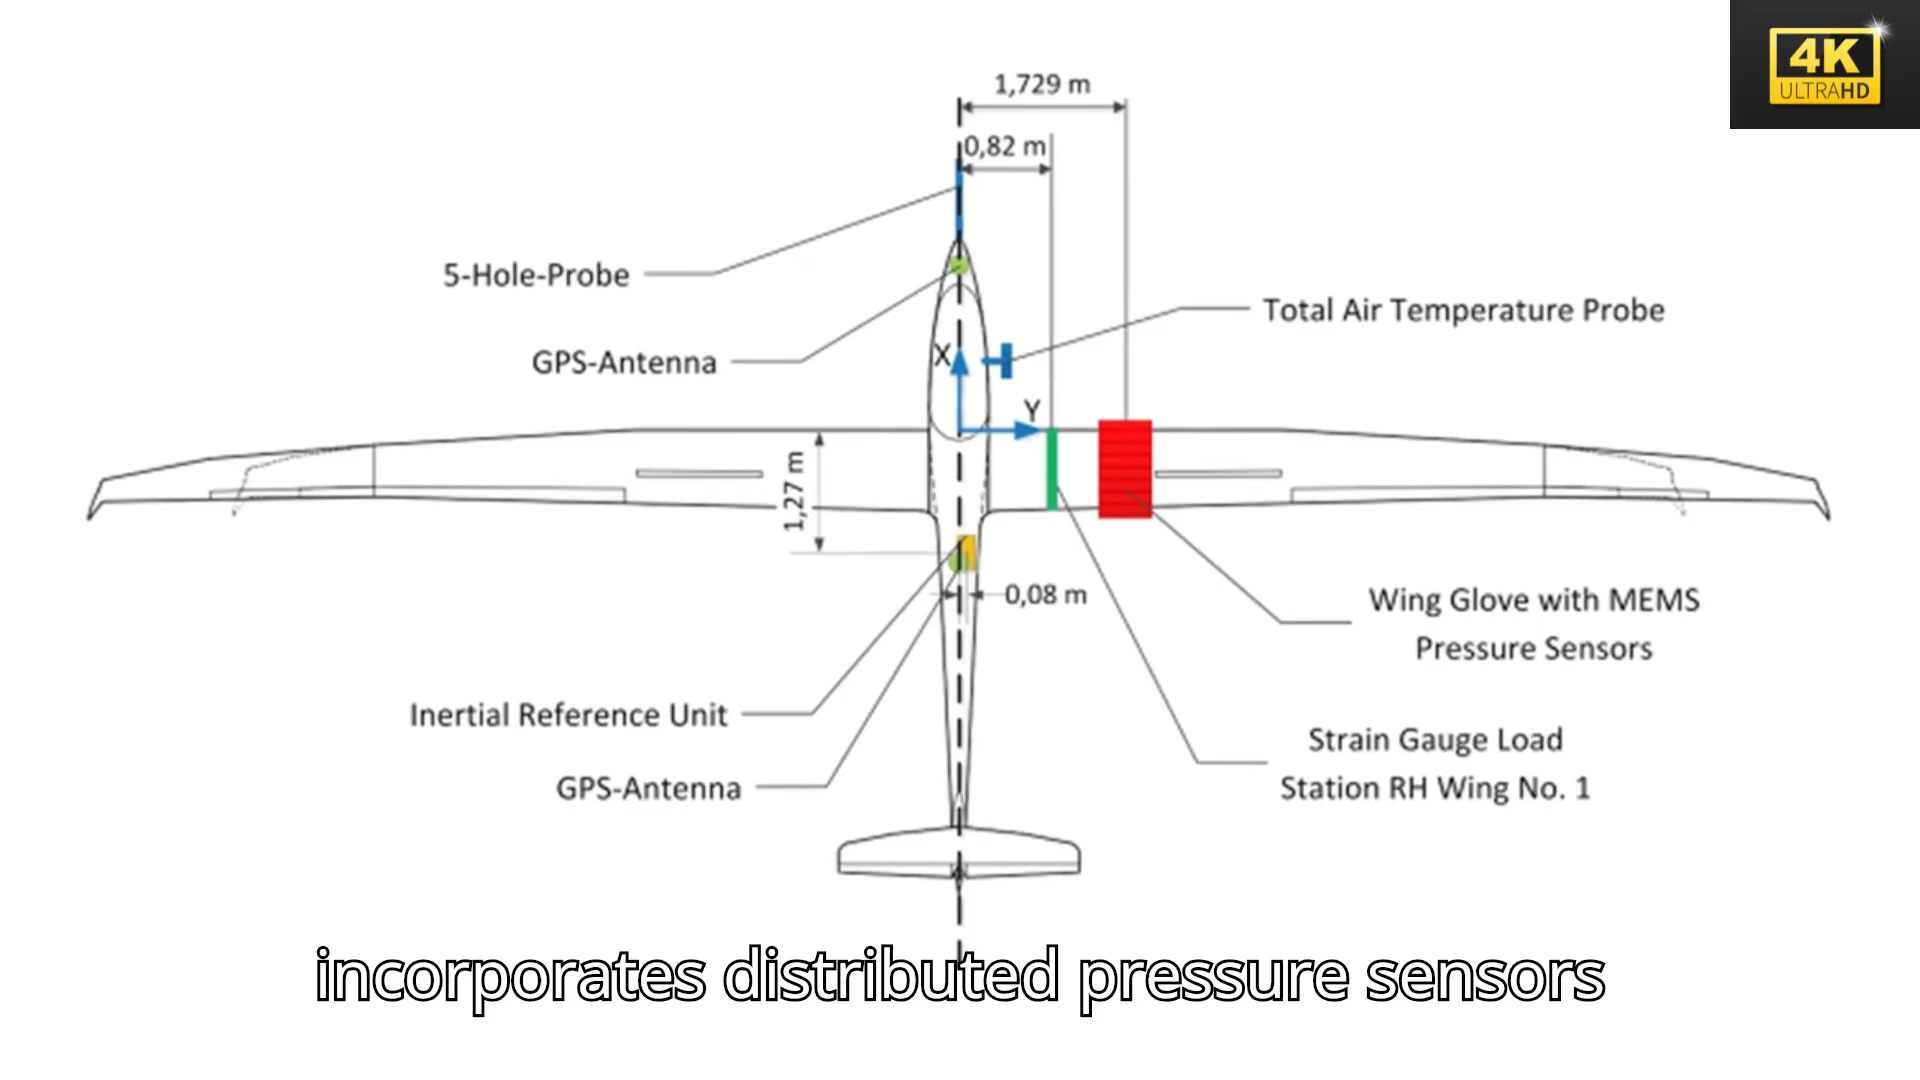 4K
ULTRAHD
1,729 m
0,82 m
5-Hole-Probe
Total Air Temperature Probe
GPS-Antenna
X
Y
1,27 m
0,08 m
Wing Glove with MEMS
Pressure Sensors
Inertial Reference Unit
Strain Gauge Load
Station RH Wing No. 1
GPS-Antenna
incorporates distributed pressure sensors